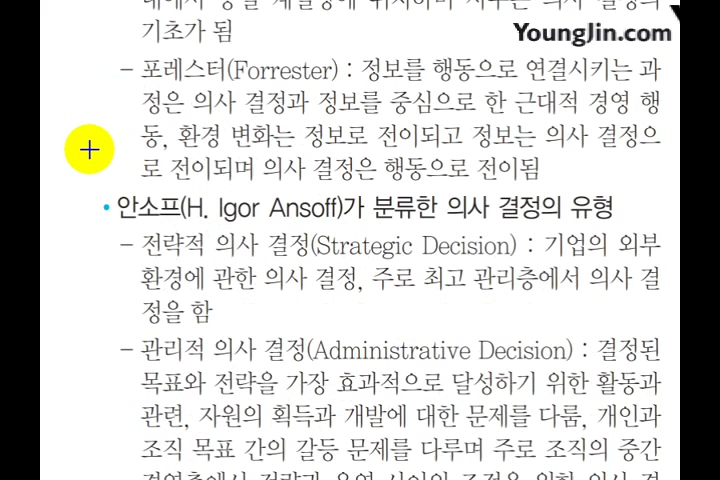 YoungJin.com
기초가 됨
– 포레스터(Forrester) : 정보를 행동으로 연결시키는 과
정은 의사 결정과 정보를 중심으로 한 근대적 경영 행
동, 환경 변화는 정보로 전이되고 정보는 의사 결정으
로 전이되며 의사 결정은 행동으로 전이됨
• 안소프(H. Igor Ansoff)가 분류한 의사 결정의 유형
– 전략적 의사 결정(Strategic Decision) : 기업의 외부
환경에 관한 의사 결정, 주로 최고 관리층에서 의사 결
정을 함
– 관리적 의사 결정(Administrative Decision) : 결정된
목표와 전략을 가장 효과적으로 달성하기 위한 활동과
관련, 자원의 획득과 개발에 대한 문제를 다룸, 개인과
조직 목표 간의 갈등 문제를 다루며 주로 조직의 중간